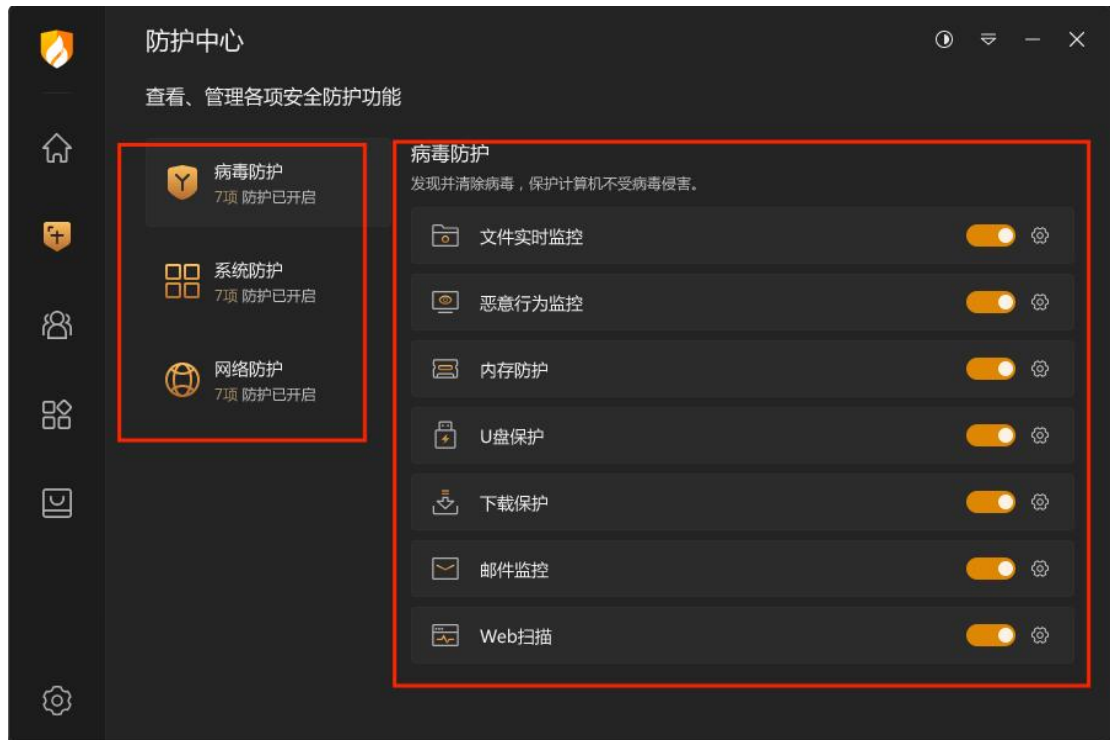 防护中心
查看、管理各项安全防护功能
病毒防护
7项 防护已开启
系统防护
7项 防护已开启
网络防护
7项 防护已开启
病毒防护
发现并清除病毒，保护计算机不受病毒侵害。
文件实时监控
恶意行为监控
内存防护
U盘保护
下载保护
邮件监控
Web扫描